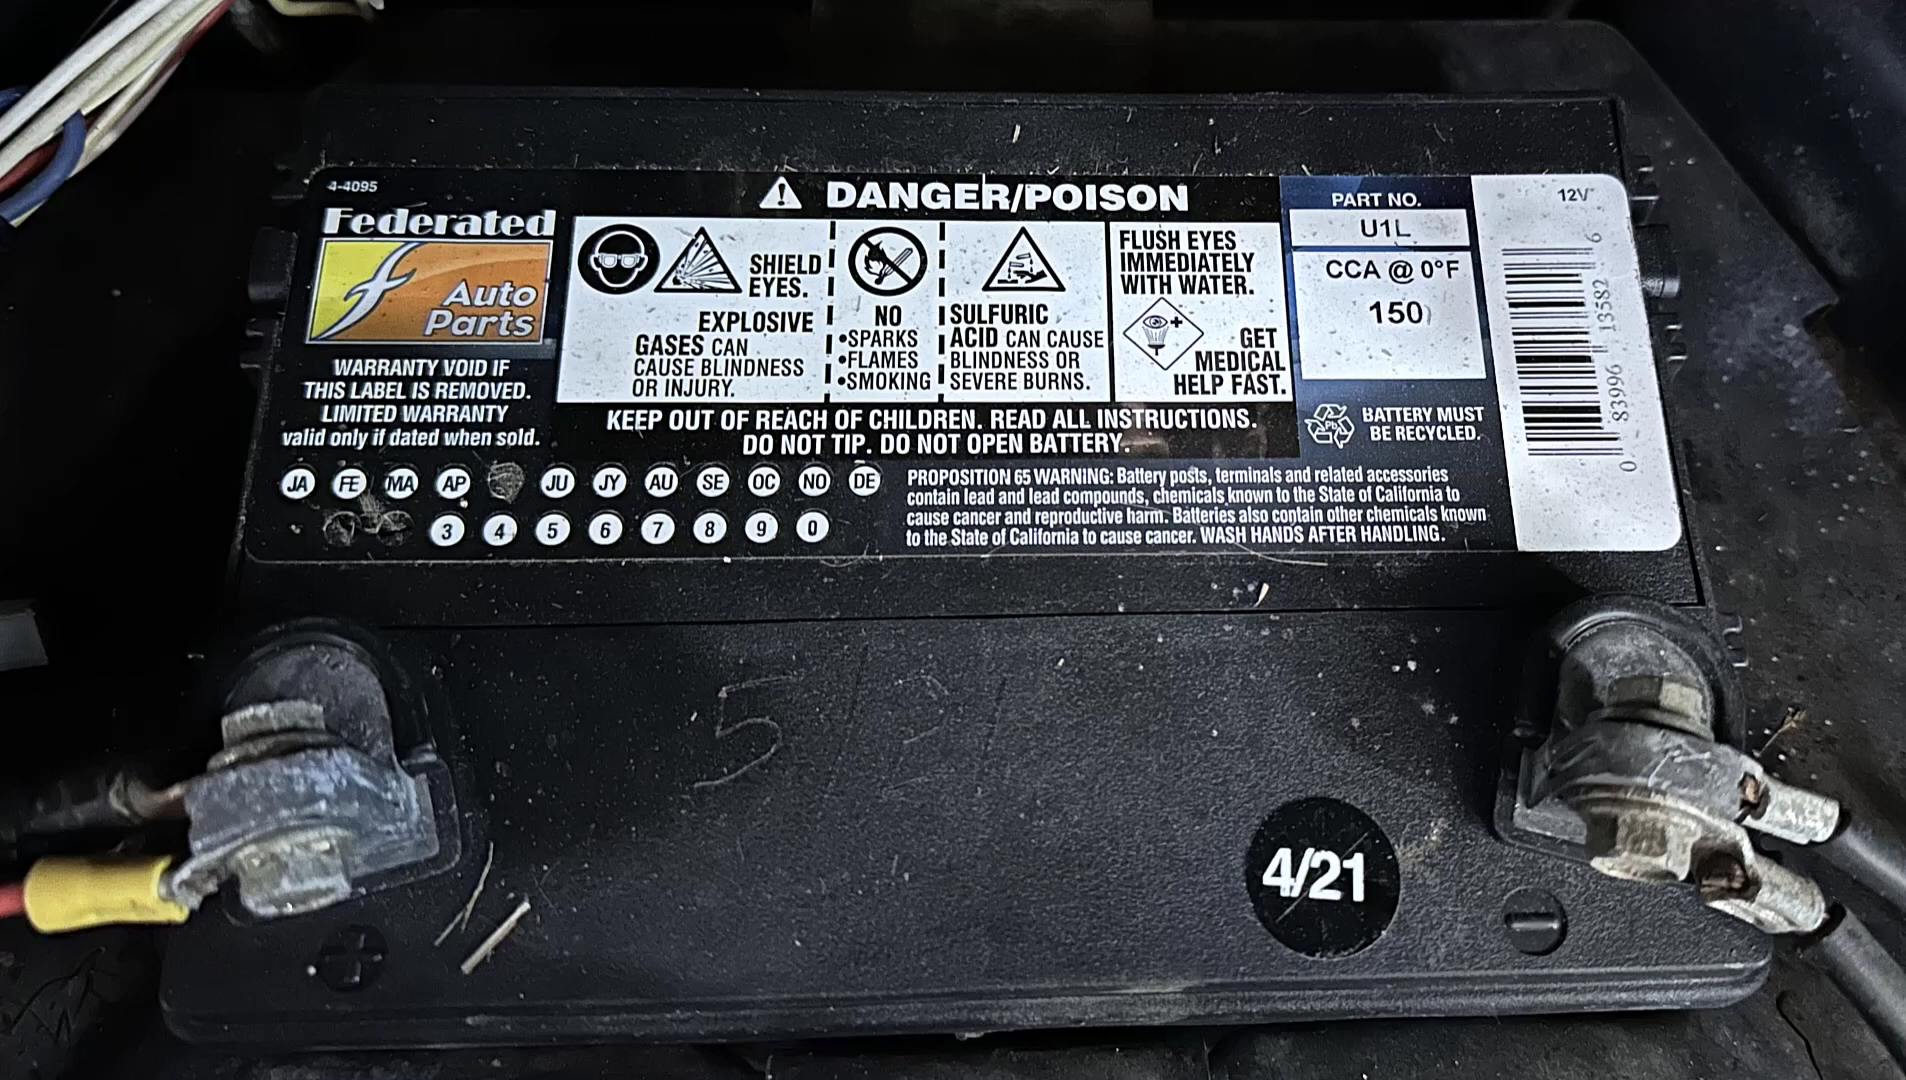 4-4095
Federated
Auto
Parts
WARRANTY VOID IF
THIS LABEL IS REMOVED.
LIMITED WARRANTY
valid only if dated when sold.
DANGER/POISON
SHIELD
EYES.
EXPLOSIVE
GASES CAN
CAUSE BLINDNESS
OR INJURY.
NO
•SPARKS
•FLAMES
•SMOKING
SULFURIC
ACID CAN CAUSE
BLINDNESS OR
SEVERE BURNS.
FLUSH EYES
IMMEDIATELY
WITH WATER.
GET
MEDICAL
HELP FAST.
KEEP OUT OF REACH OF CHILDREN. READ ALL INSTRUCTIONS.
DO NOT TIP. DO NOT OPEN BATTERY.
PART NO.
U1L
CCA @ 0°F
150
Pb
BATTERY MUST
BE RECYCLED.
12V
0 83996 13582 6
JA FE MA AP JU JY AU SE OC NO DE
3 4 5 6 7 8 9 0
PROPOSITION 65 WARNING: Battery posts, terminals and related accessories
contain lead and lead compounds, chemicals known to the State of California to
cause cancer and reproductive harm. Batteries also contain other chemicals known
to the State of California to cause cancer. WASH HANDS AFTER HANDLING.
5/21
4/21
+
−